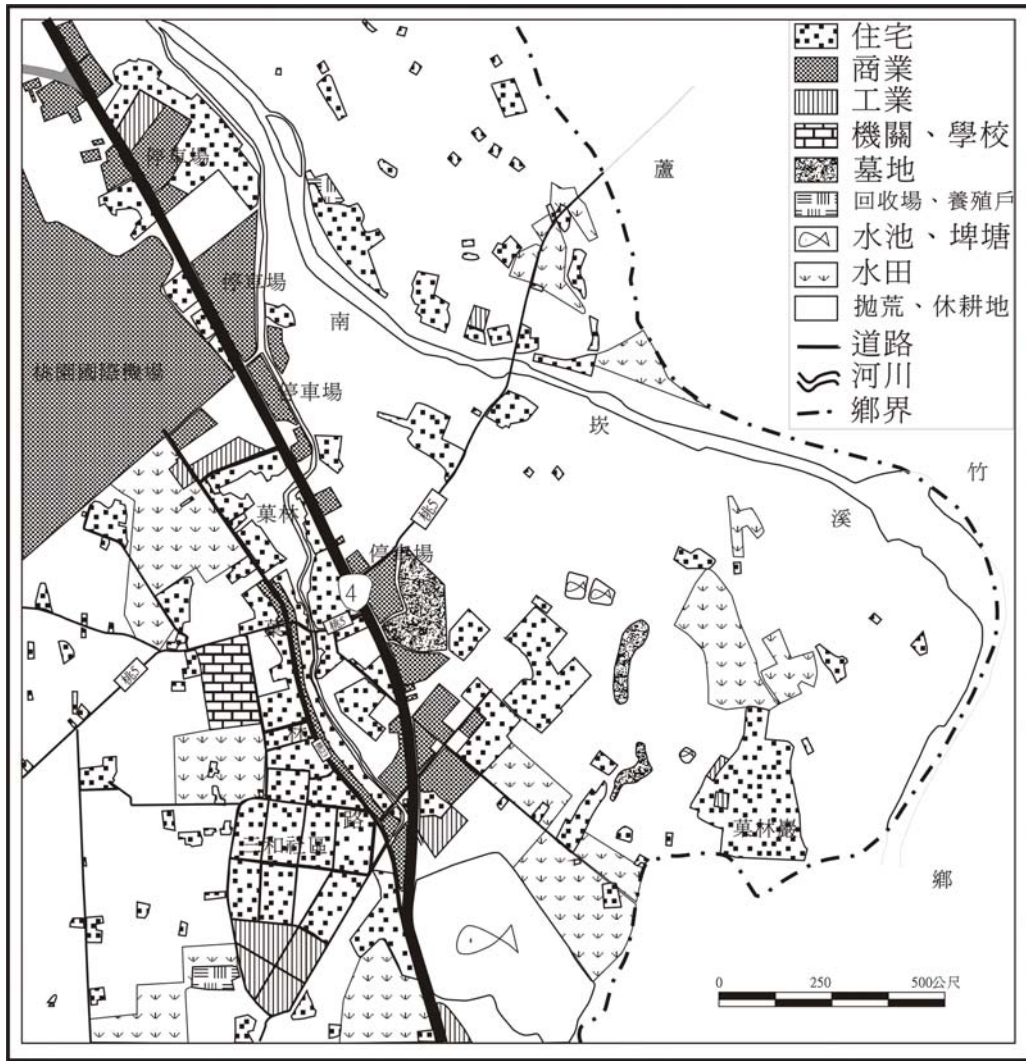 住宅
商業
工業
機關、學校
墓地
回收場、養殖戶
水池、埤塘
水田
拋荒、休耕地
道路
河川
鄉界
停車場
蘆
停車場
南
桃園國際機場
停車場
崁
竹
溪
菓林
桃5
停車場
4
桃5
桃5
林
路
三和社區
菓林
鄉
0 250 500公尺